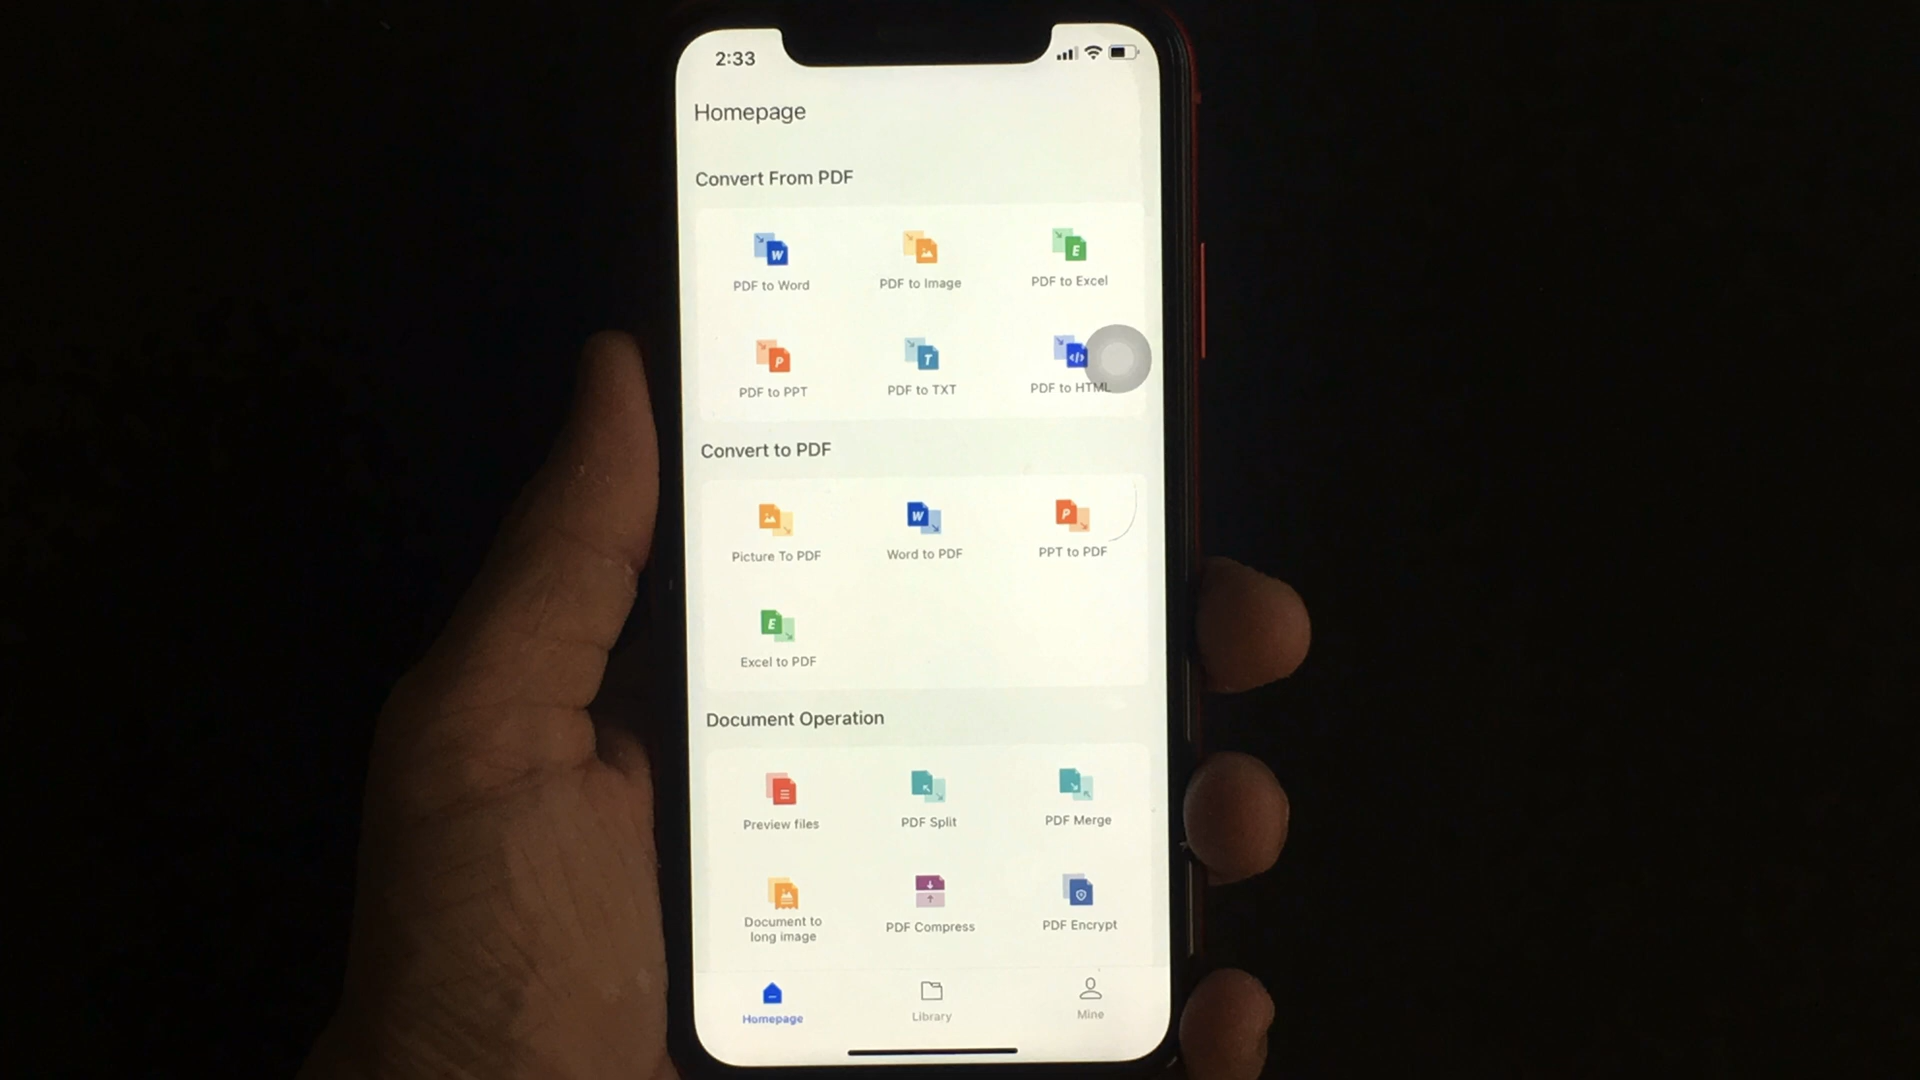 2:33
Homepage
Convert From PDF
W
E
PDF to Word
PDF to Image
PDF to Excel
P
T
</>
PDF to PPT
PDF to TXT
PDF to HTML
Convert to PDF
W
P
Picture To PDF
Word to PDF
PPT to PDF
E
Excel to PDF
Document Operation
Preview files
PDF Split
PDF Merge
Document to
long image
PDF Compress
PDF Encrypt
Homepage
Library
Mine